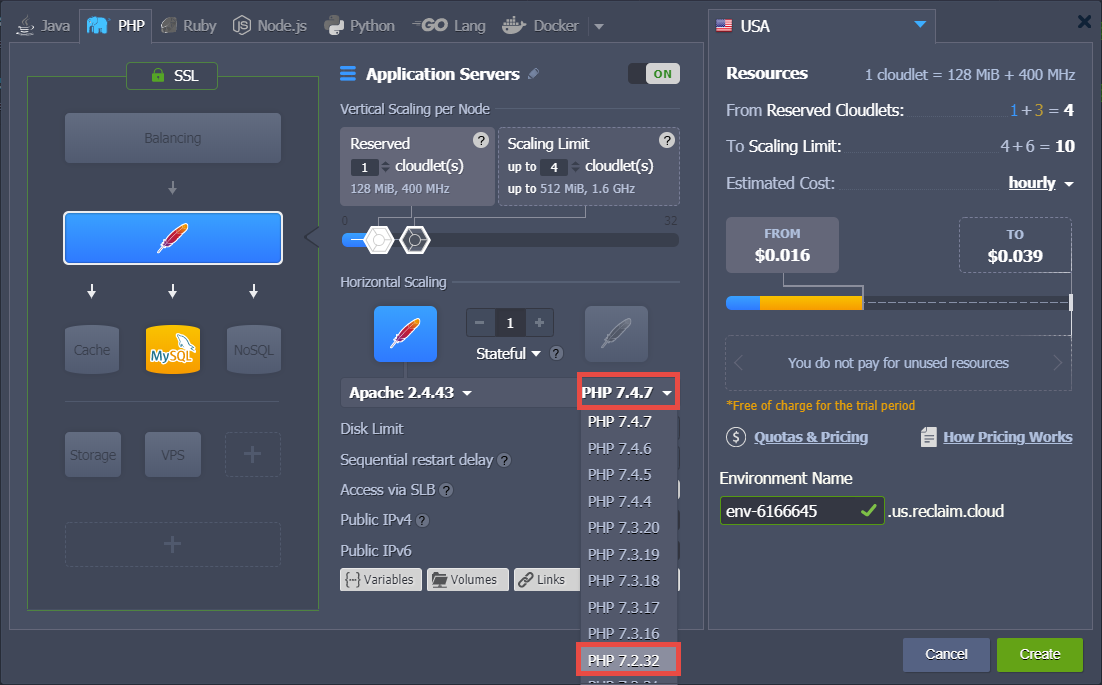 Java PHP Ruby Node.js Python GO Lang Docker
SSL
Balancing
Cache MySQL NoSQL
Storage VPS
Application Servers ON
Vertical Scaling per Node
Reserved ?
1 cloudlet(s)
128 MiB, 400 MHz
Scaling Limit ?
up to 4 cloudlet(s)
up to 512 MiB, 1.6 GHz
0 32
Horizontal Scaling
1
Stateful ?
Apache 2.4.43 PHP 7.4.7
PHP 7.4.7
PHP 7.4.6
PHP 7.4.5
PHP 7.4.4
PHP 7.3.20
PHP 7.3.19
PHP 7.3.18
PHP 7.3.17
PHP 7.3.16
PHP 7.2.32
Disk Limit
Sequential restart delay ?
Access via SLB ?
Public IPv4 ?
Public IPv6
Variables Volumes Links
USA
Resources 1 cloudlet = 128 MiB + 400 MHz
From Reserved Cloudlets: 1+3 = 4
To Scaling Limit: 4+6 = 10
Estimated Cost: hourly
FROM
$0.016
TO
$0.039
You do not pay for unused resources
*Free of charge for the trial period
$ Quotas & Pricing How Pricing Works
Environment Name
env-6166645 .us.reclaim.cloud
Cancel Create